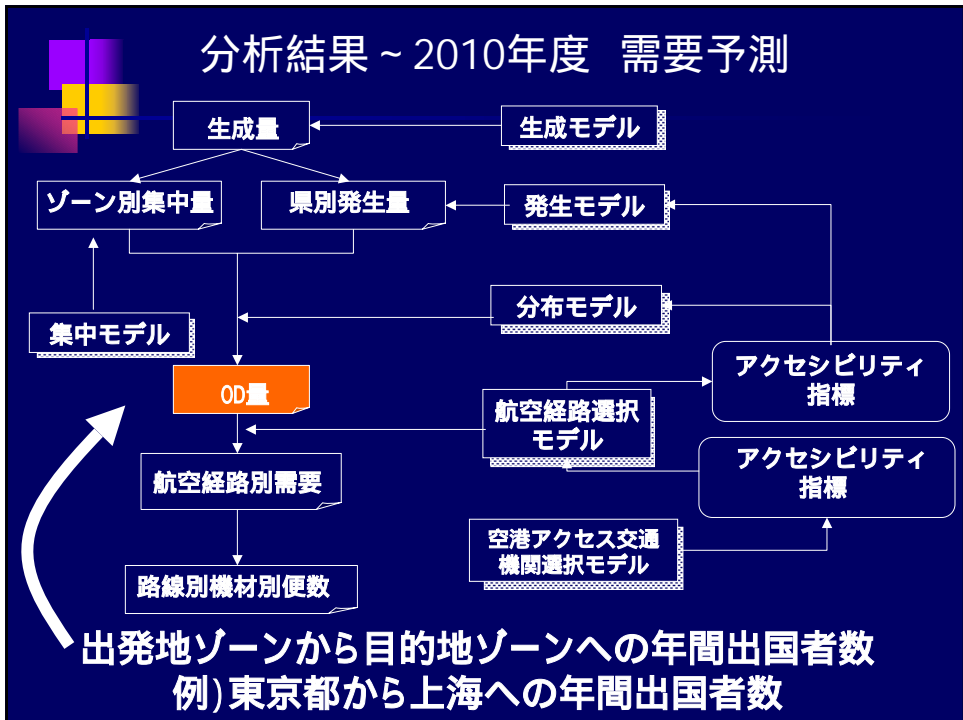 分析結果~2010年度 需要予測
生成量
生成モデル
ゾーン別集中量
県別発生量
発生モデル
分布モデル
集中モデル
アクセシビリティ
指標
OD量
航空経路選択
モデル
アクセシビリティ
指標
航空経路別需要
空港アクセス交通
機関選択モデル
路線別機材別便数
出発地ゾーンから目的地ゾーンへの年間出国者数
例)東京都から上海への年間出国者数